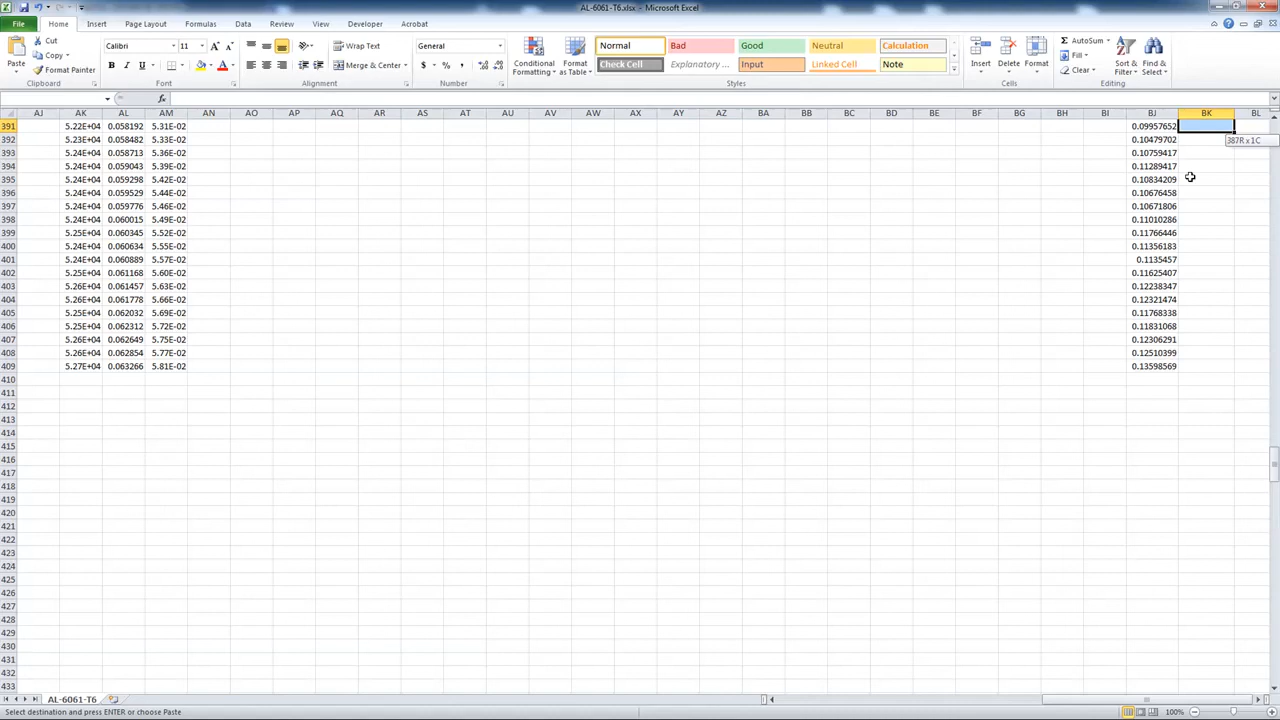 AL-6061-T6.xlsx - Microsoft Excel
File Home Insert Page Layout Formulas Data Review View Developer Acrobat
Paste Cut Copy Format Painter Clipboard
Calibri 11 Font
Wrap Text Merge & Center Alignment
General $ % , Number
Conditional Formatting Format as Table
Normal Bad Good Neutral Calculation
Check Cell Explanatory ... Input Linked Cell Note
Styles
Insert Delete Format Cells
AutoSum Fill Clear Sort & Filter Find & Select Editing
fx
AJ AK AL AM AN AO AP AQ AR AS AT AU AV AW AX AY AZ BA BB BC BD BE BF BG BH BI BJ BK BL
391 5.22E+04 0.058192 5.31E-02 0.09957652
392 5.23E+04 0.058482 5.33E-02 0.10479702 387R x 1C
393 5.24E+04 0.058713 5.36E-02 0.10759417
394 5.24E+04 0.059043 5.39E-02 0.11289417
395 5.24E+04 0.059298 5.42E-02 0.10834209
396 5.24E+04 0.059529 5.44E-02 0.10676458
397 5.24E+04 0.059776 5.46E-02 0.10671806
398 5.24E+04 0.060015 5.49E-02 0.11010286
399 5.25E+04 0.060345 5.52E-02 0.11766446
400 5.24E+04 0.060634 5.55E-02 0.11356183
401 5.24E+04 0.060889 5.57E-02 0.1135457
402 5.25E+04 0.061168 5.60E-02 0.11625407
403 5.26E+04 0.061457 5.63E-02 0.12238347
404 5.26E+04 0.061778 5.66E-02 0.12321474
405 5.25E+04 0.062032 5.69E-02 0.11768338
406 5.25E+04 0.062312 5.72E-02 0.11831068
407 5.26E+04 0.062649 5.75E-02 0.12306291
408 5.26E+04 0.062854 5.77E-02 0.12510399
409 5.27E+04 0.063266 5.81E-02 0.13598569
410
411
412
413
414
415
416
417
418
419
420
421
422
423
424
425
426
427
428
429
430
431
432
433
AL-6061-T6
Select destination and press ENTER or choose Paste 100%